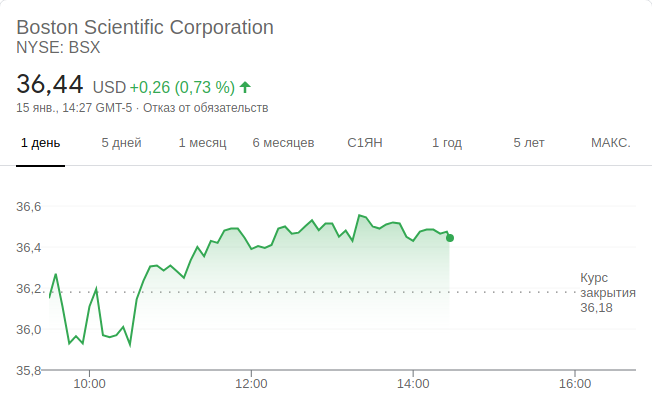 Boston Scientific Corporation
NYSE: BSX
36,44 USD +0,26 (0,73 %)
15 янв., 14:27 GMT-5 · Отказ от обязательств
1 день 5 дней 1 месяц 6 месяцев С1ЯН 1 год 5 лет МАКС.
36,6
36,4
36,2
36,0
35,8
Курс
закрытия
36,18
10:00 12:00 14:00 16:00